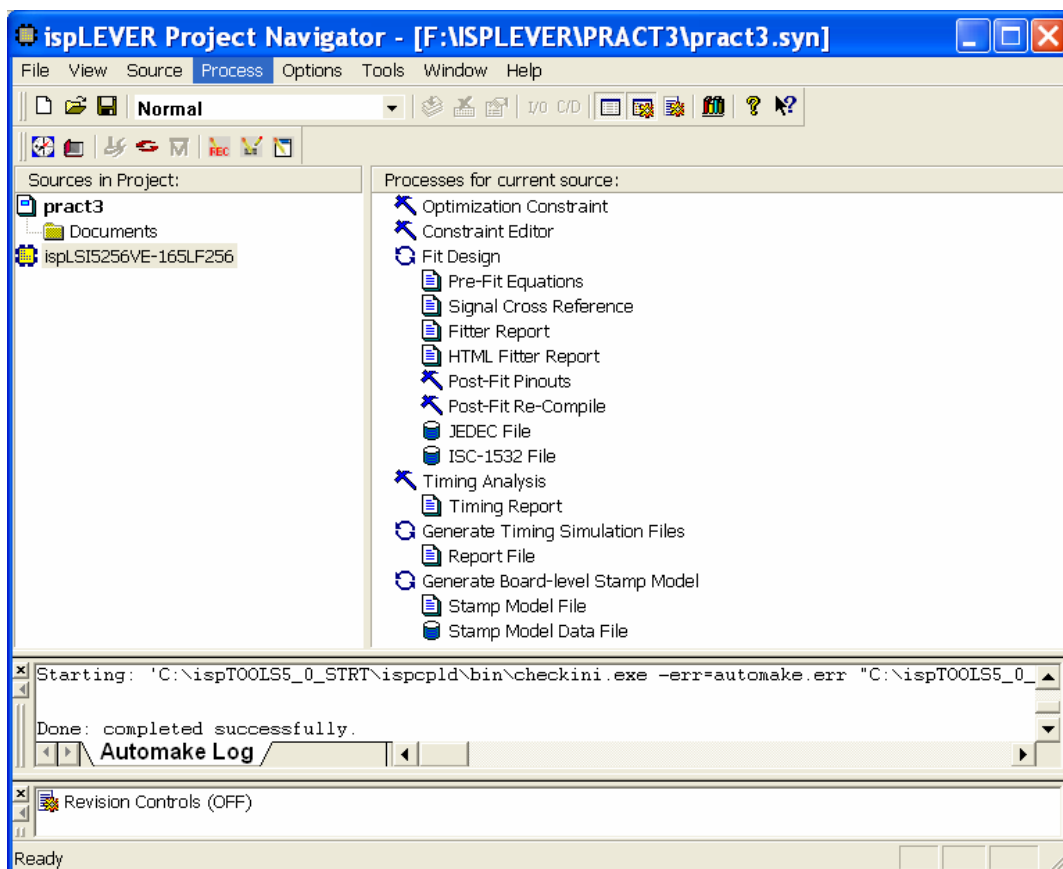 ispLEVER Project Navigator - [F:\ISPLEVER\PRACT3\pract3.syn]
File View Source Process Options Tools Window Help
Normal I/O C/D
REC
Sources in Project:
pract3
Documents
ispLSI5256VE-165LF256
Processes for current source:
Optimization Constraint
Constraint Editor
Fit Design
Pre-Fit Equations
Signal Cross Reference
Fitter Report
HTML Fitter Report
Post-Fit Pinouts
Post-Fit Re-Compile
JEDEC File
ISC-1532 File
Timing Analysis
Timing Report
Generate Timing Simulation Files
Report File
Generate Board-level Stamp Model
Stamp Model File
Stamp Model Data File
Starting: 'C:\ispTOOLS5_0_STRT\ispcpld\bin\checkini.exe -err=automake.err "C:\ispTOOLS5_0_
Done: completed successfully.
Automake Log
Revision Controls (OFF)
Ready